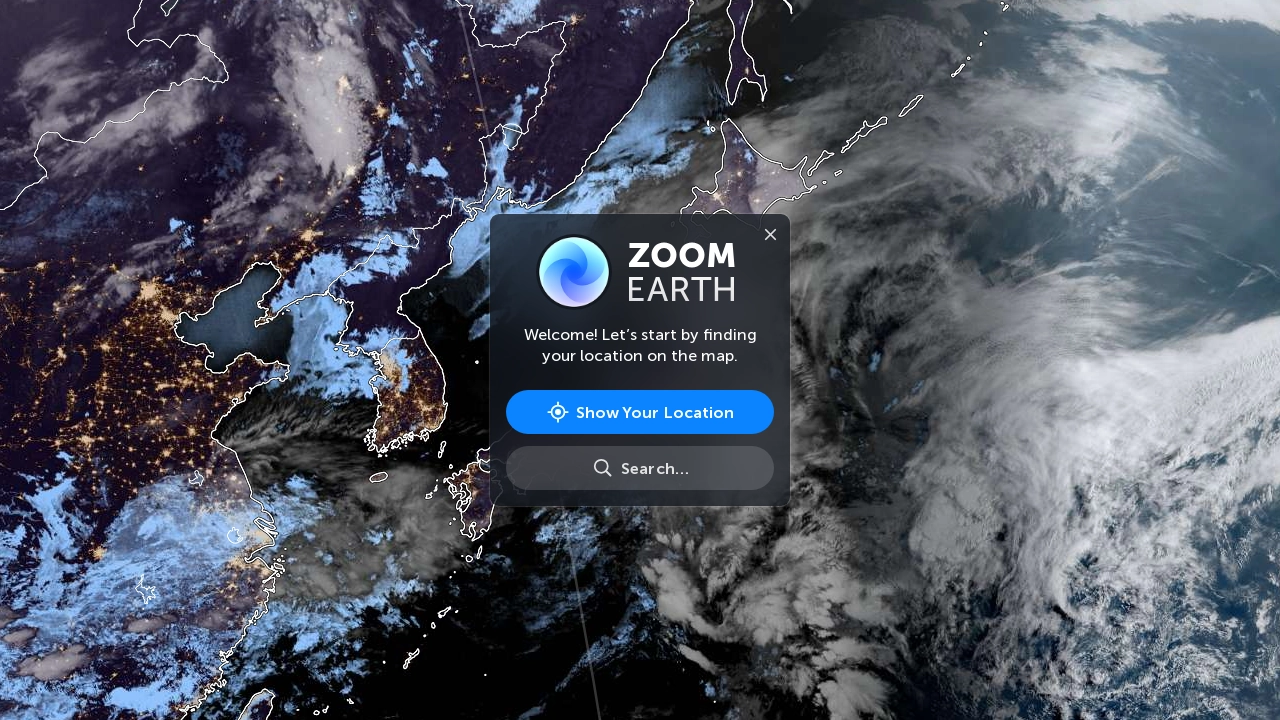 ZOOM
EARTH
Welcome! Let’s start by finding
your location on the map.
Show Your Location
Search...